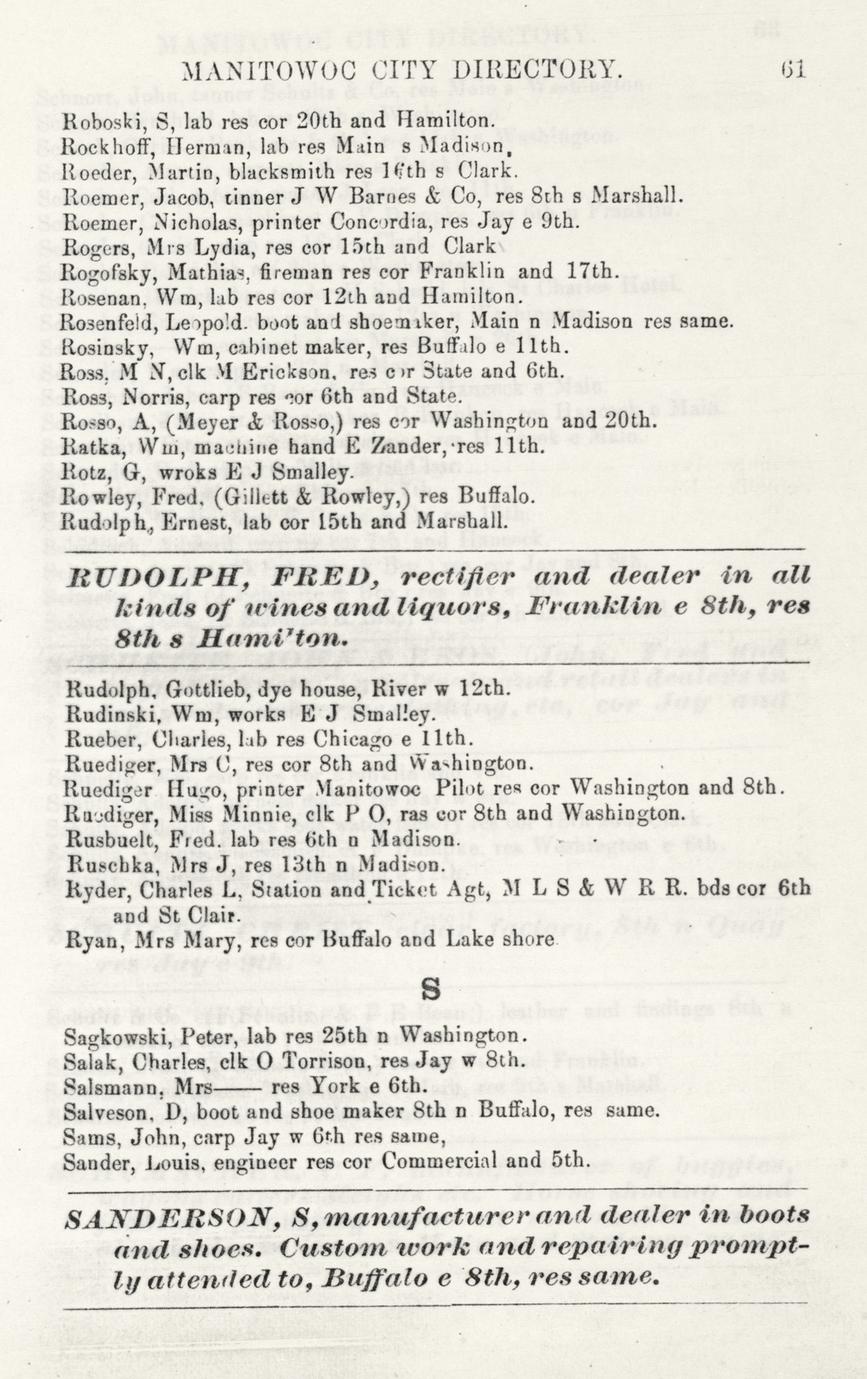 MANITOWOC CITY DIRECTORY. 61
Roboski, S, lab res cor 20th and Hamilton.
Rockhoff, Herman, lab res Main s Madison.
Roeder, Martin, blacksmith res 16th s Clark.
Roemer, Jacob, tinner J W Barnes & Co, res 8th s Marshall.
Roemer, Nicholas, printer Concordia, res Jay e 9th.
Rogers, Mrs Lydia, res cor 15th and Clark
Rogofsky, Mathias, fireman res cor Franklin and 17th.
Rosenan, Wm, lab res cor 12th and Hamilton.
Rosenfeld, Leopold. boot and shoemaker, Main n Madison res same.
Rosinsky, Wm, cabinet maker, res Buffalo e 11th.
Ross, M N, clk M Erickson, res cor State and 6th.
Ross, Norris, carp res cor 6th and State.
Rosso, A, (Meyer & Rosso,) res cor Washington and 20th.
Ratka, Wm, machine hand E Zander, res 11th.
Rotz, G, wroks E J Smalley.
Rowley, Fred. (Gillett & Rowley,) res Buffalo.
Rudolph, Ernest, lab cor 15th and Marshall.
RUDOLPH, FRED, rectifier and dealer in all
kinds of wines and liquors, Franklin e 8th, res
8th s Hami'ton.
Rudolph, Gottlieb, dye house, River w 12th.
Rudinski, Wm, works E J Smalley.
Rueber, Charles, lab res Chicago e 11th.
Ruediger, Mrs C, res cor 8th and Washington.
Ruediger Hugo, printer Manitowoc Pilot res cor Washington and 8th.
Ruediger, Miss Minnie, clk P O, ras cor 8th and Washington.
Rusbuelt, Fred. lab res 6th n Madison.
Ruschka, Mrs J, res 13th n Madison.
Ryder, Charles L, Station and Ticket Agt, M L S & W R R. bds cor 6th
and St Clair.
Ryan, Mrs Mary, res cor Buffalo and Lake shore.
S
Sagkowski, Peter, lab res 25th n Washington.
Salak, Charles, clk O Torrison, res Jay w 8th.
Salsmann, Mrs—— res York e 6th.
Salveson, D, boot and shoe maker 8th n Buffalo, res same.
Sams, John, carp Jay w 6th res same,
Sander, Louis, engineer res cor Commercial and 5th.
SANDERSON, S, manufacturer and dealer in boots
and shoes. Custom work and repairing prompt-
ly attended to, Buffalo e 8th, res same.